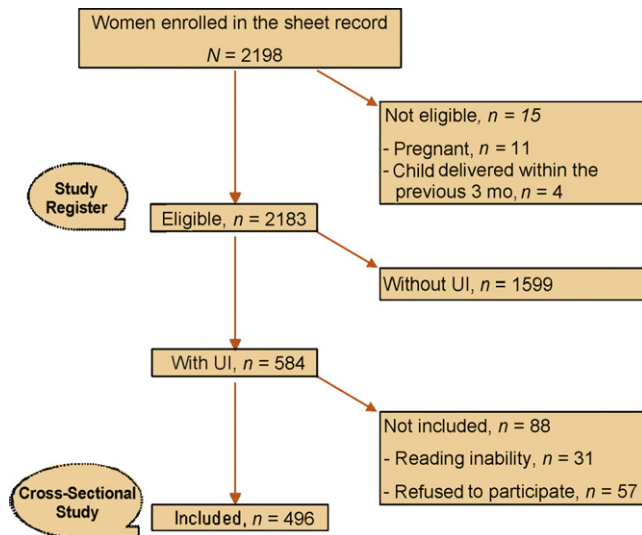 Women enrolled in the sheet record
N = 2198
Not eligible, n = 15
- Pregnant, n = 11
- Child delivered within the
previous 3 mo, n = 4
Study
Register
Eligible, n = 2183
Without UI, n = 1599
With UI, n = 584
Not included, n = 88
- Reading inability, n = 31
- Refused to participate, n = 57
Cross-Sectional
Study
Included, n = 496